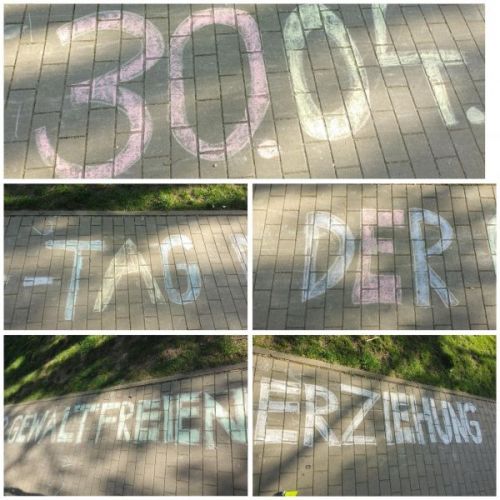 30.04.
-TAG
DER
GEWALTFREIEN
ERZIEHUNG